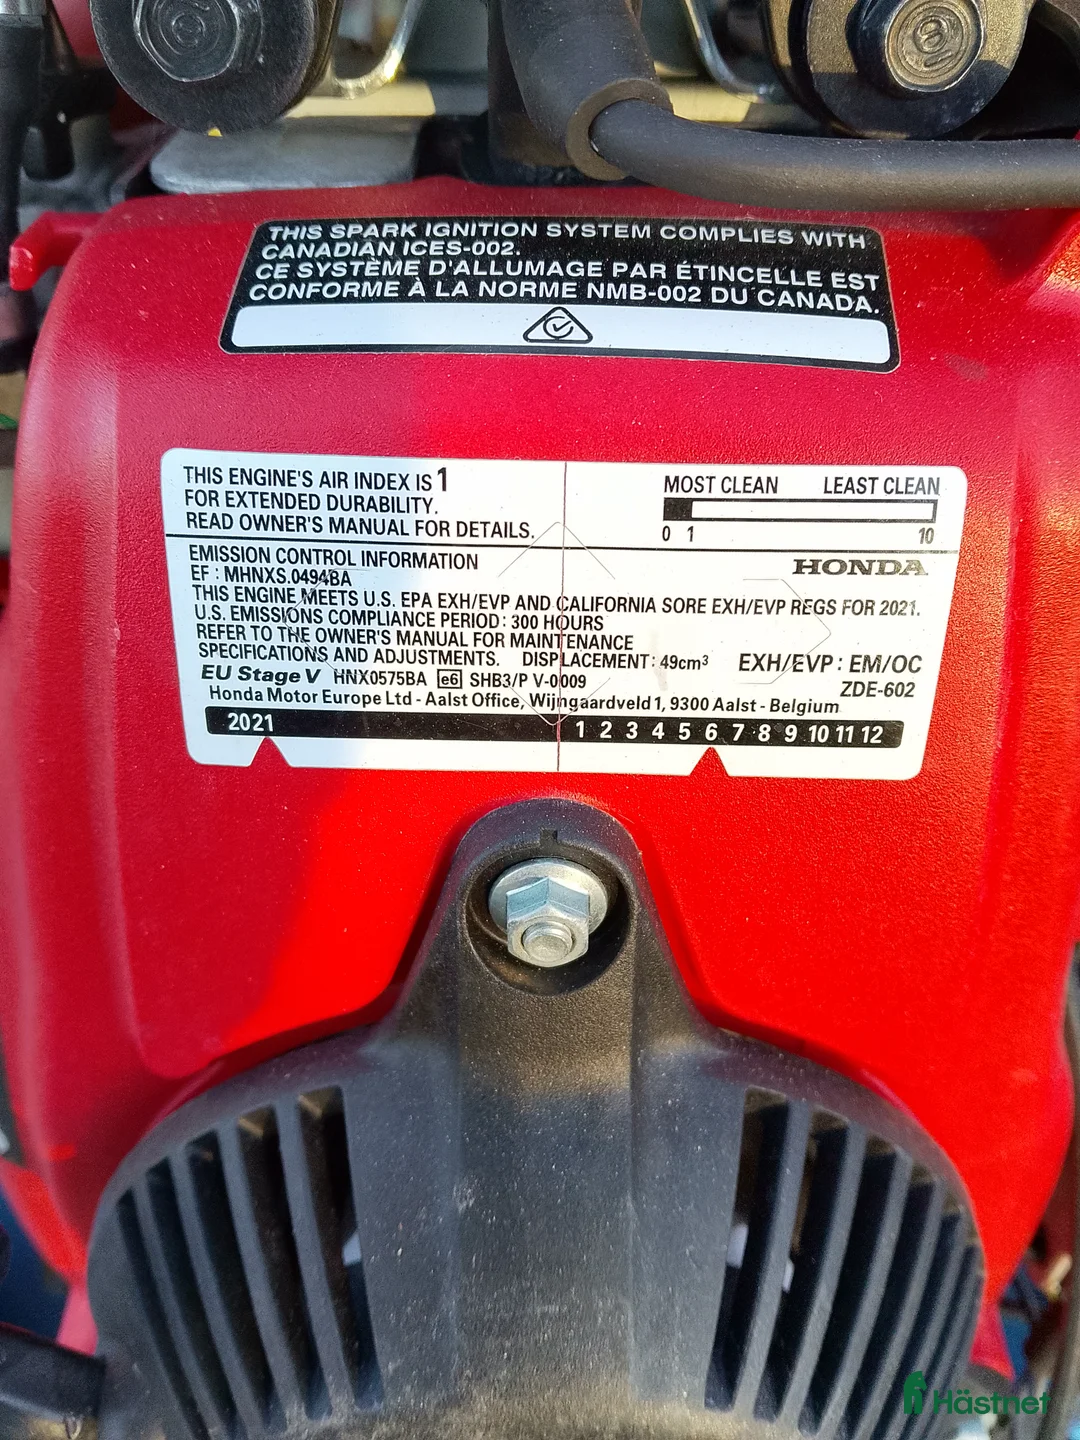 THIS SPARK IGNITION SYSTEM COMPLIES WITH
CANADIAN ICES-002.
CE SYSTÈME D'ALLUMAGE PAR ÉTINCELLE EST
CONFORME À LA NORME NMB-002 DU CANADA.
THIS ENGINE'S AIR INDEX IS 1
FOR EXTENDED DURABILITY.
READ OWNER'S MANUAL FOR DETAILS.
MOST CLEAN LEAST CLEAN
0 1 10
EMISSION CONTROL INFORMATION
HONDA
EF : MHNXS.0494BA
THIS ENGINE MEETS U.S. EPA EXH/EVP AND CALIFORNIA SORE EXH/EVP REGS FOR 2021.
U.S. EMISSIONS COMPLIANCE PERIOD : 300 HOURS
REFER TO THE OWNER'S MANUAL FOR MAINTENANCE
SPECIFICATIONS AND ADJUSTMENTS. DISPLACEMENT : 49cm³ EXH/EVP : EM/OC
EU Stage V HNX0575BA e6 SHB3/P V-0009 ZDE-602
Honda Motor Europe Ltd - Aalst Office, Wijngaardveld 1, 9300 Aalst - Belgium
2021 1 2 3 4 5 6 7 8 9 10 11 12
Hästnet